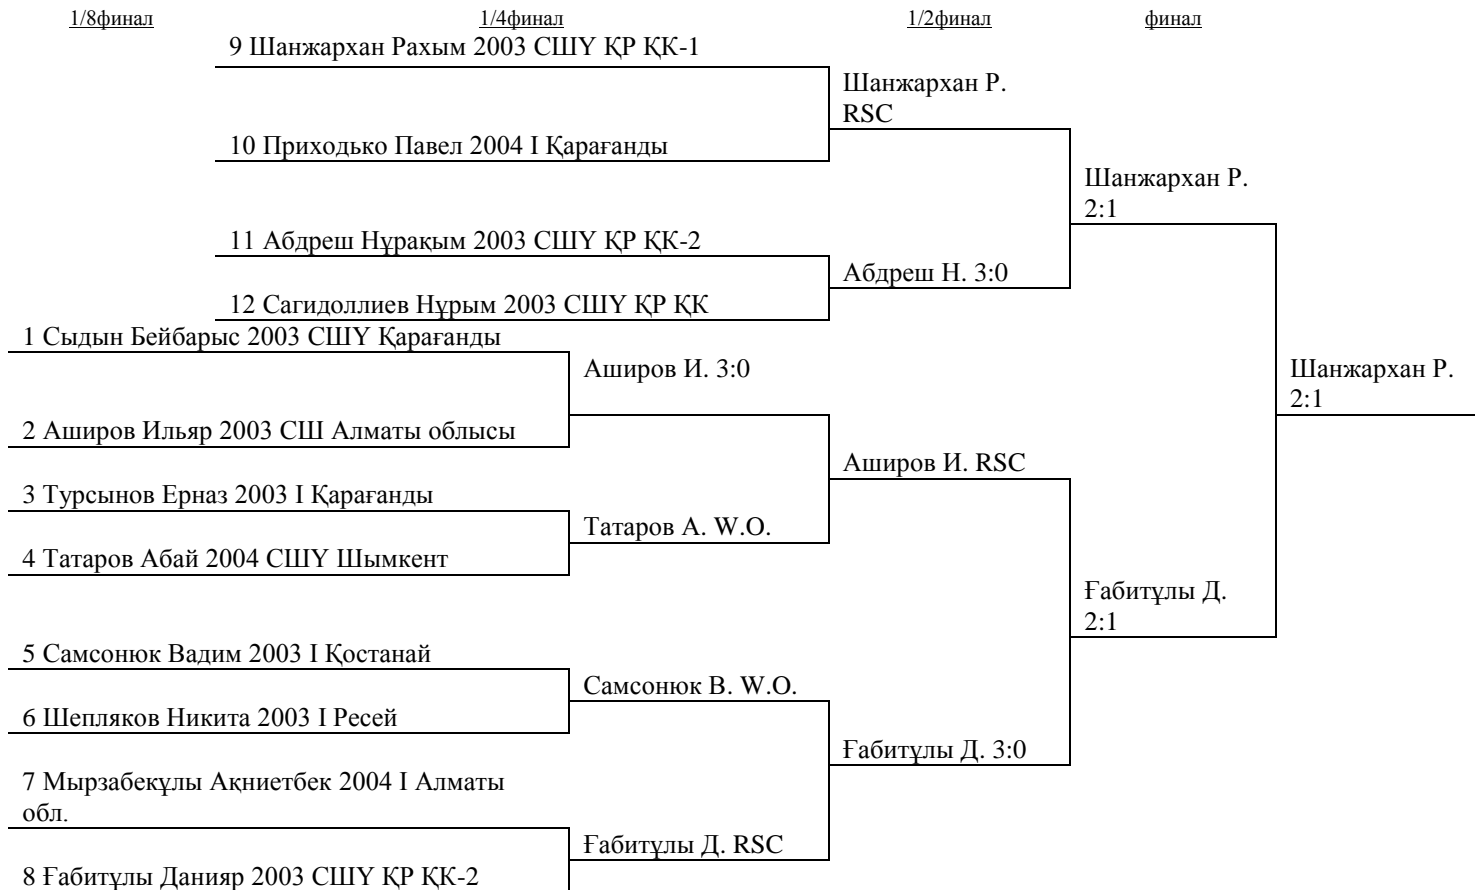 1/8финал
1/4финал
1/2финал
финал
9 Шанжархан Рахым 2003 СШҮ ҚР ҚК-1
Шанжархан Р.
RSC
10 Приходько Павел 2004 I Қарағанды
Шанжархан Р.
2:1
11 Абдреш Нұрақым 2003 СШҮ ҚР ҚК-2
Абдреш Н. 3:0
12 Сагидоллиев Нұрым 2003 СШҮ ҚР ҚК
1 Сыдын Бейбарыс 2003 СШҮ Қарағанды
Аширов И. 3:0
Шанжархан Р.
2:1
2 Аширов Ильяр 2003 СШ Алматы облысы
Аширов И. RSC
3 Турсынов Ерназ 2003 I Қарағанды
Татаров А. W.O.
4 Татаров Абай 2004 СШҮ Шымкент
Ғабитұлы Д.
2:1
5 Самсонюк Вадим 2003 I Қостанай
Самсонюк В. W.O.
6 Шепляков Никита 2003 I Ресей
Ғабитұлы Д. 3:0
7 Мырзабекұлы Ақниетбек 2004 I Алматы
обл.
Ғабитұлы Д. RSC
8 Ғабитұлы Данияр 2003 СШҮ ҚР ҚК-2